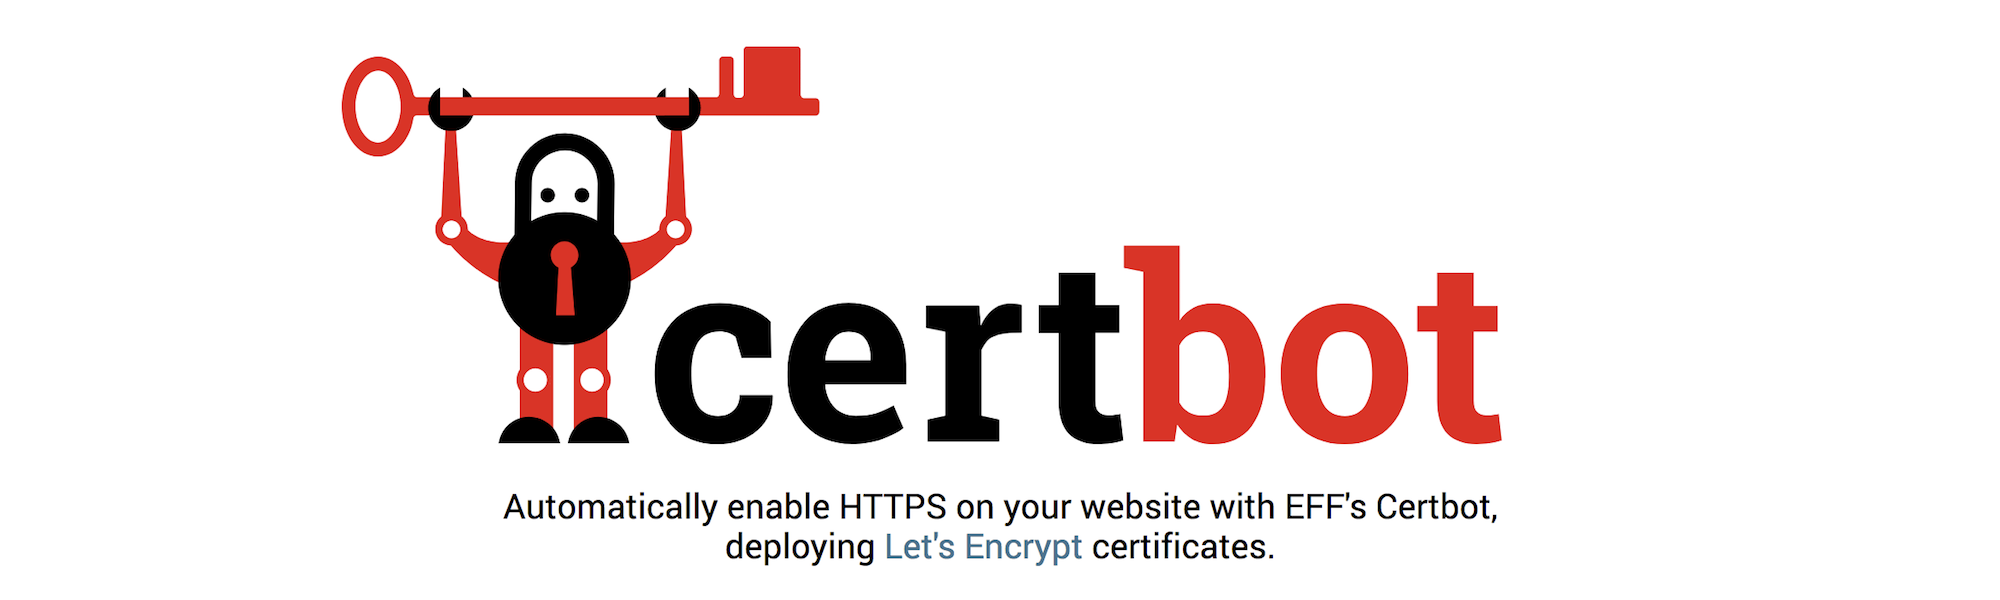 certbot
Automatically enable HTTPS on your website with EFF's Certbot,
deploying Let's Encrypt certificates.